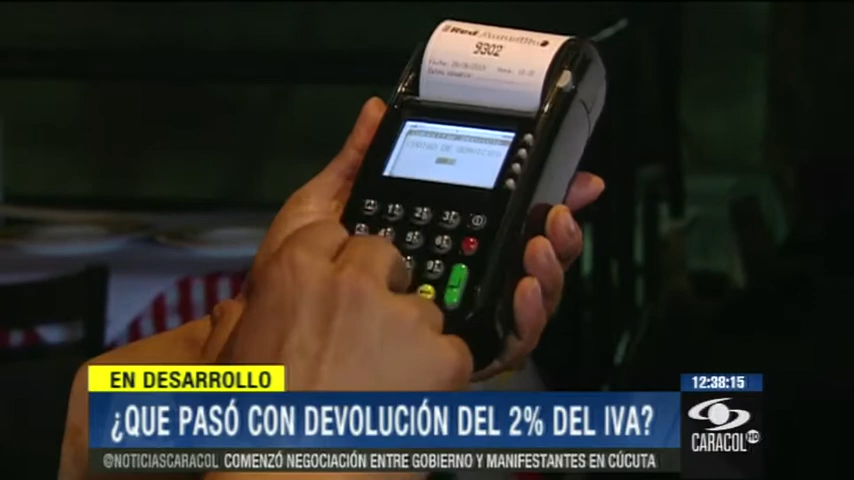 9302
EN DESARROLLO
12:38:15
¿QUE PASÓ CON DEVOLUCIÓN DEL 2% DEL IVA?
CARACOL HD
@NOTICIASCARACOL COMENZÓ NEGOCIACIÓN ENTRE GOBIERNO Y MANIFESTANTES EN CÚCUTA